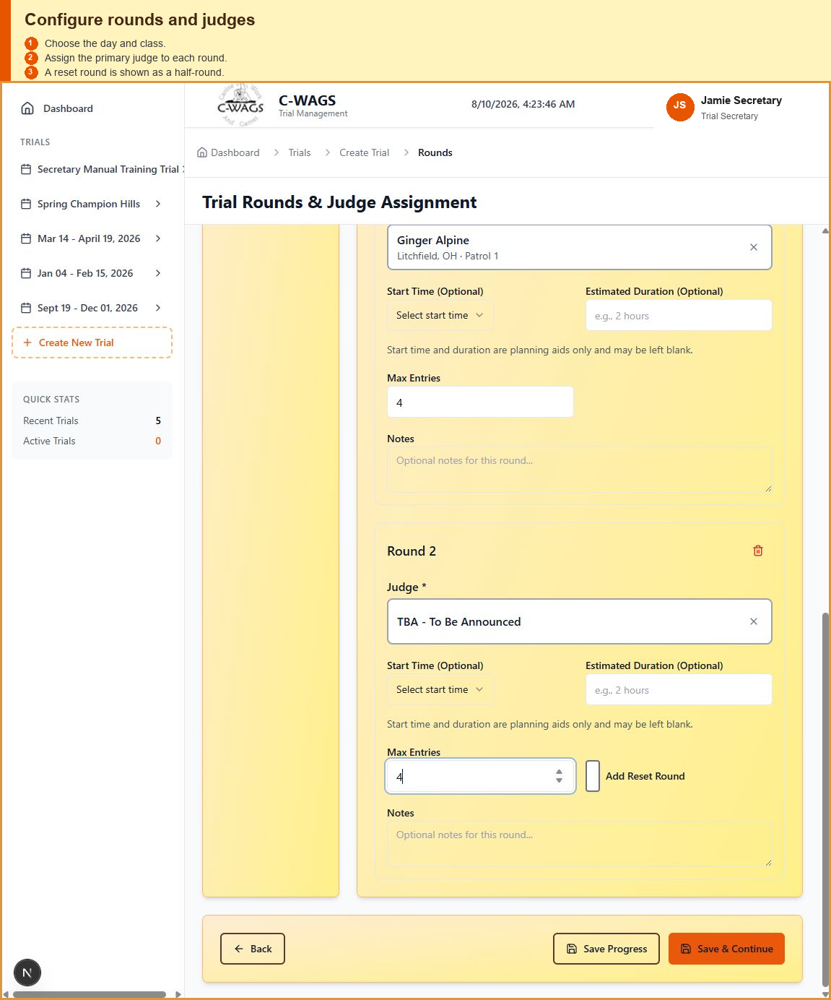 Configure rounds and judges
1 Choose the day and class.
2 Assign the primary judge to each round.
3 A reset round is shown as a half-round.
Dashboard
TRIALS
Secretary Manual Training Trial
Spring Champion Hills
Mar 14 - April 19, 2026
Jan 04 - Feb 15, 2026
Sept 19 - Dec 01, 2026
+ Create New Trial
QUICK STATS
Recent Trials 5
Active Trials 0
N
Canine Work
C-WAGS
And Games
C-WAGS
Trial Management
8/10/2026, 4:23:46 AM
JS
Jamie Secretary
Trial Secretary
Dashboard > Trials > Create Trial > Rounds
Trial Rounds & Judge Assignment
Ginger Alpine
Litchfield, OH · Patrol 1
Start Time (Optional) Estimated Duration (Optional)
Select start time e.g., 2 hours
Start time and duration are planning aids only and may be left blank.
Max Entries
4
Notes
Optional notes for this round...
Round 2
Judge *
TBA - To Be Announced
Start Time (Optional) Estimated Duration (Optional)
Select start time e.g., 2 hours
Start time and duration are planning aids only and may be left blank.
Max Entries
4 Add Reset Round
Notes
Optional notes for this round...
Back Save Progress Save & Continue